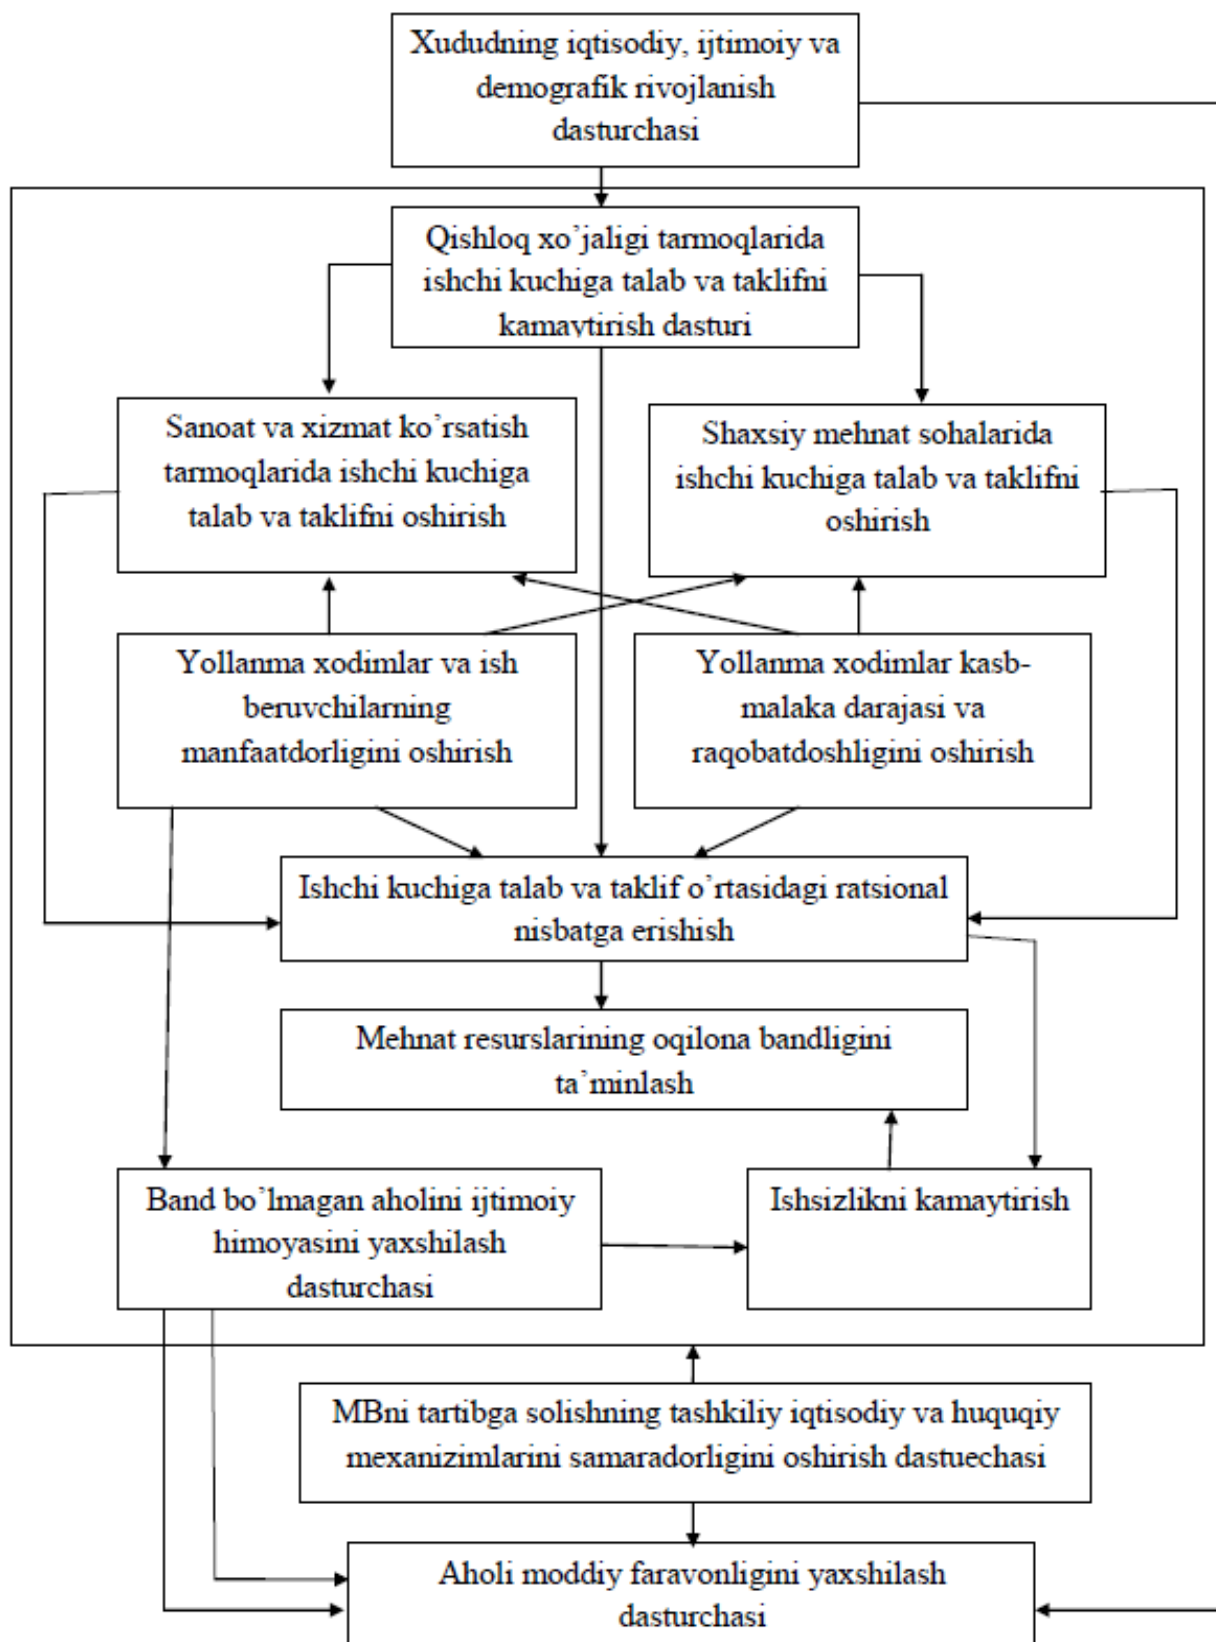 Xududning iqtisodiy, ijtimoiy va
demografik rivojlanish
dasturchasi
Qishloq xo’jaligi tarmoqlarida
ishchi kuchiga talab va taklifni
kamaytirish dasturi
Sanoat va xizmat ko’rsatish
tarmoqlarida ishchi kuchiga
talab va taklifni oshirish
Shaxsiy mehnat sohalarida
ishchi kuchiga talab va taklifni
oshirish
Yollanma xodimlar va ish
beruvchilarning
manfaatdorligini oshirish
Yollanma xodimlar kasb-
malaka darajasi va
raqobatdoshligini oshirish
Ishchi kuchiga talab va taklif o’rtasidagi ratsional
nisbatga erishish
Mehnat resurslarining oqilona bandligini
ta’minlash
Band bo’lmagan aholini ijtimoiy
himoyasini yaxshilash
dasturchasi
Ishsizlikni kamaytirish
MBni tartibga solishning tashkiliy iqtisodiy va huquqiy
mexanizimlarini samaradorligini oshirish dastuechasi
Aholi moddiy faravonligini yaxshilash
dasturchasi